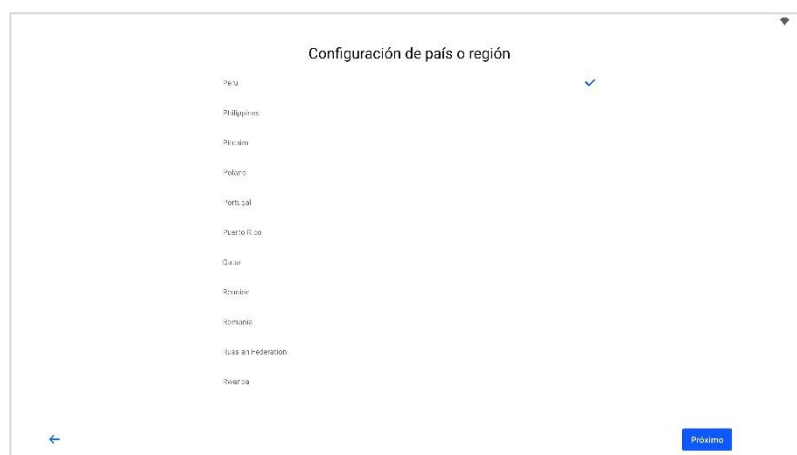 Configuración de país o región
Peru
Philippines
Pitcairn
Poland
Portugal
Puerto Rico
Qatar
Reunion
Romania
Russian Federation
Rwanda
Próximo